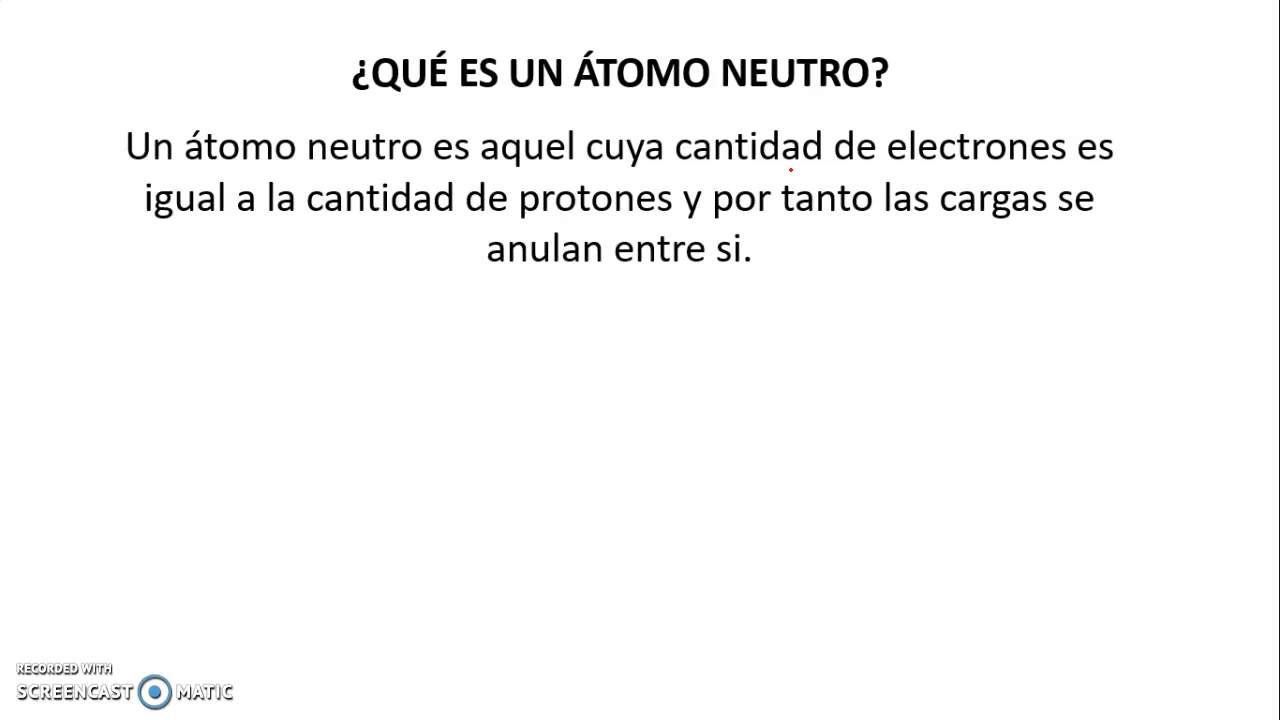 ¿QUÉ ES UN ÁTOMO NEUTRO?
Un átomo neutro es aquel cuya cantidad de electrones es
igual a la cantidad de protones y por tanto las cargas se
anulan entre si.
RECORDED WITH
SCREENCAST MATIC